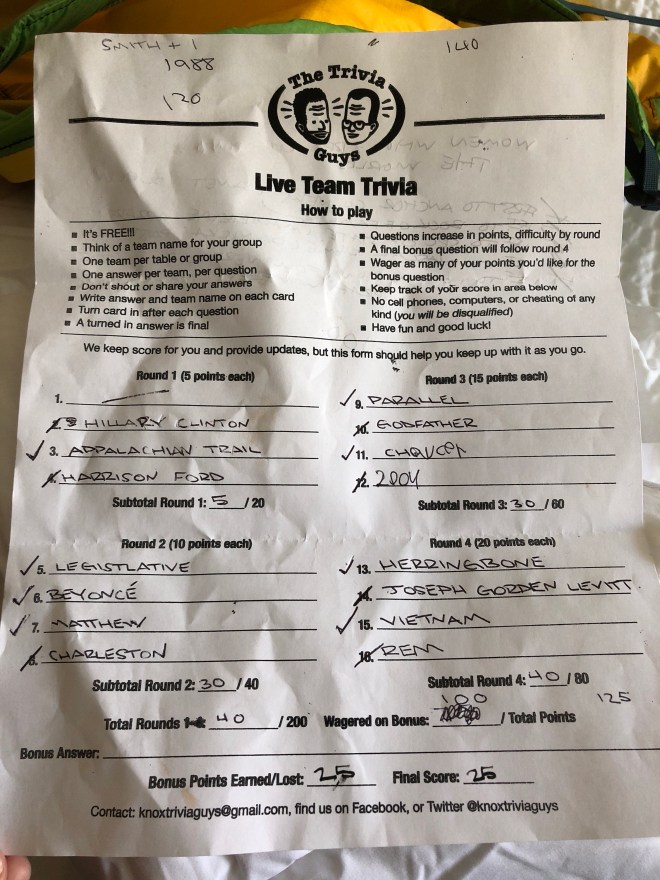 SMITH + 1
1988
120
140
The Trivia
Guys
Live Team Trivia
How to play
■ It's FREE!!!
■ Think of a team name for your group
■ One team per table or group
■ One answer per team, per question
■ Don't shout or share your answers
■ Write answer and team name on each card
■ Turn card in after each question
■ A turned in answer is final
■ Questions increase in points, difficulty by round
■ A final bonus question will follow round 4
■ Wager as many of your points you'd like for the
bonus question
■ Keep track of your score in area below
■ No cell phones, computers, or cheating of any
kind (you will be disqualified)
■ Have fun and good luck!
We keep score for you and provide updates, but this form should help you keep up with it as you go.
Round 1 (5 points each)
1.
2. HILLARY CLINTON
✓ 3. APPALACHIAN TRAIL
4. HARRISON FORD
Subtotal Round 1: 5 / 20
Round 3 (15 points each)
✓ 9. PARALLEL
10. GODFATHER
✓ 11. CHAUCER
12. 2004
Subtotal Round 3: 30 / 60
Round 2 (10 points each)
✓ 5. LEGISTLATIVE
✓ 6. BEYONCÉ
✓ 7. MATTHEW
8. CHARLESTON
Subtotal Round 2: 30 / 40
Round 4 (20 points each)
✓ 13. HERRINGBONE
14. JOSEPH GORDEN LEVITT.
✓ 15. VIETNAM
16. REM
Subtotal Round 4: 40 / 80
Total Rounds 1-4: 40 / 200
Wagered on Bonus: 100 / Total Points
125
Bonus Answer:
Bonus Points Earned/Lost: 25
Final Score: 25
Contact: knoxtriviaguys@gmail.com, find us on Facebook, or Twitter @knoxtriviaguys